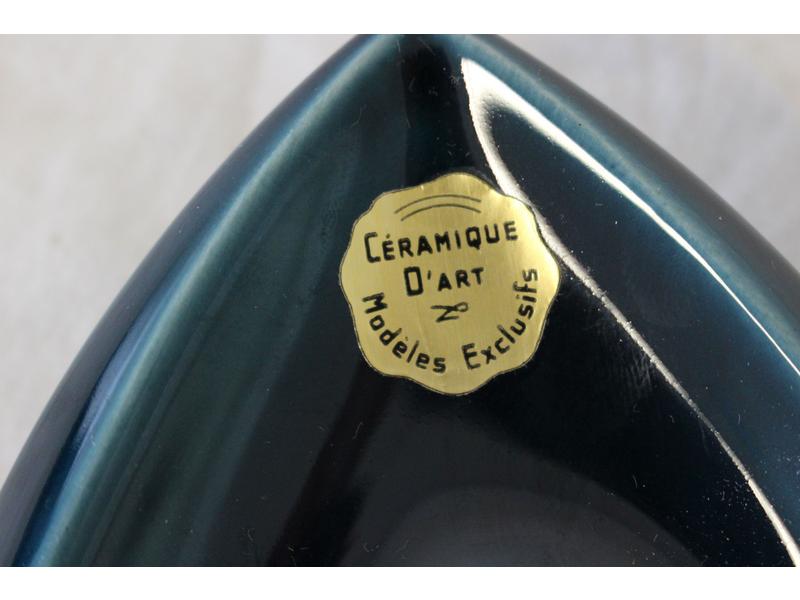 CÉRAMIQUE
D'ART
Modèles Exclusifs